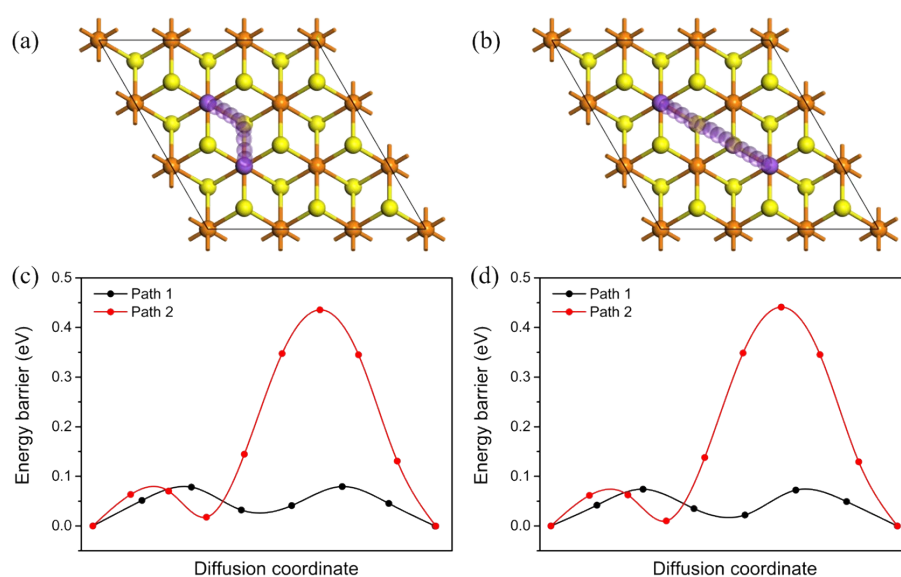 (a)
(b)
(c)
Path 1
Path 2
Energy barrier (eV)
0.5
0.4
0.3
0.2
0.1
0.0
Diffusion coordinate
(d)
Path 1
Path 2
Energy barrier (eV)
0.5
0.4
0.3
0.2
0.1
0.0
Diffusion coordinate